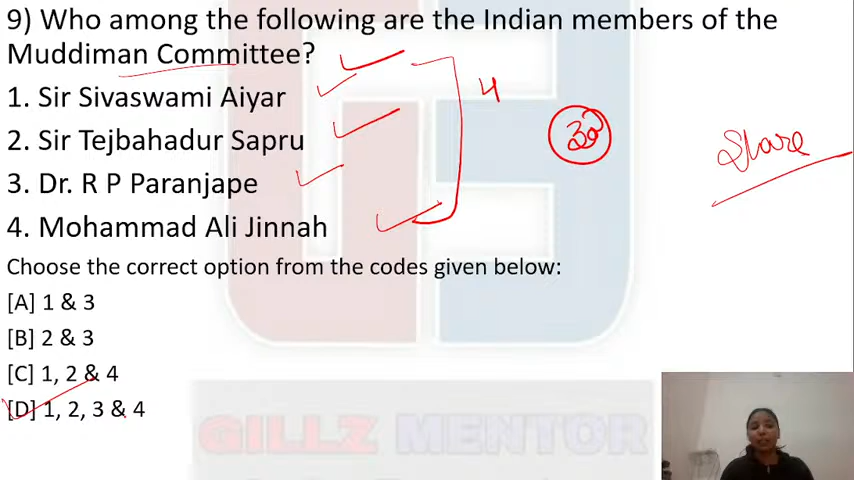 9) Who among the following are the Indian members of the
Muddiman Committee?
1. Sir Sivaswami Aiyar
2. Sir Tejbahadur Sapru
3. Dr. R P Paranjape
4. Mohammad Ali Jinnah
4
Share
Choose the correct option from the codes given below:
[A] 1 & 3
[B] 2 & 3
[C] 1, 2 & 4
[D] 1, 2, 3 & 4
GILLZ MENTOR